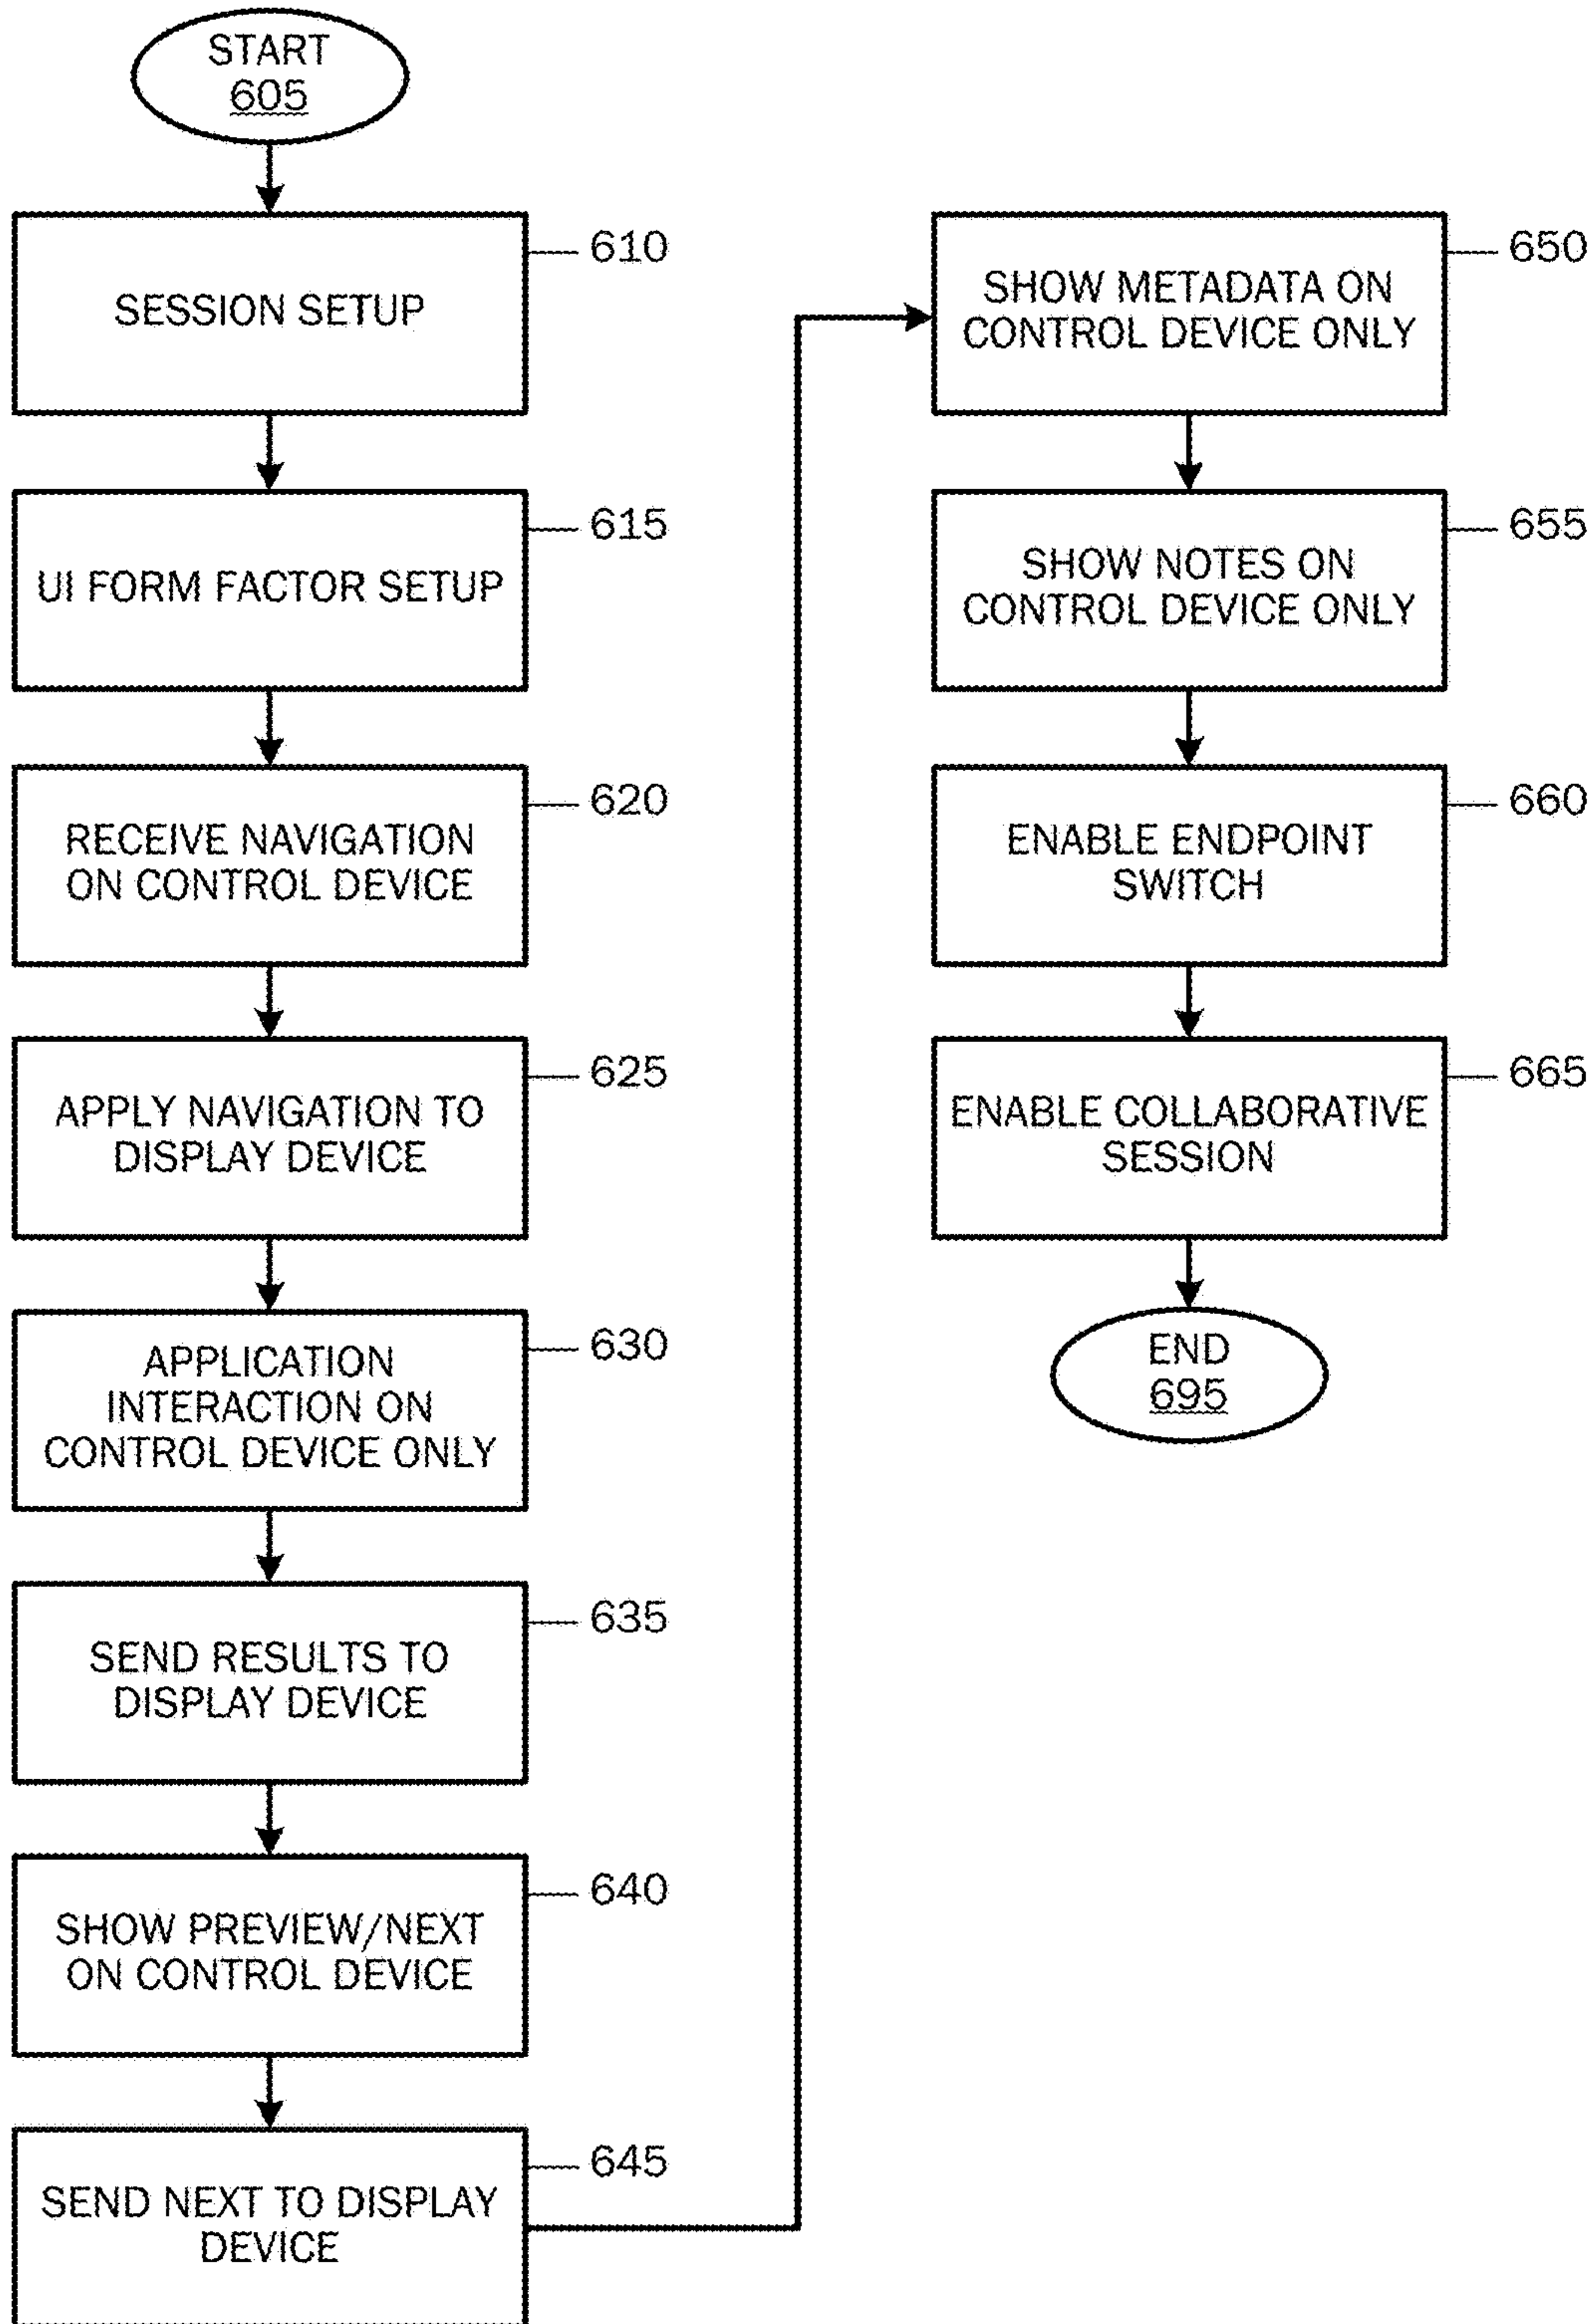 START
605
610
SESSION SETUP
615
UI FORM FACTOR SETUP
620
RECEIVE NAVIGATION
ON CONTROL DEVICE
625
APPLY NAVIGATION TO
DISPLAY DEVICE
630
APPLICATION
INTERACTION ON
CONTROL DEVICE ONLY
635
SEND RESULTS TO
DISPLAY DEVICE
640
SHOW PREVIEW/NEXT
ON CONTROL DEVICE
645
SEND NEXT TO DISPLAY
DEVICE
650
SHOW METADATA ON
CONTROL DEVICE ONLY
655
SHOW NOTES ON
CONTROL DEVICE ONLY
660
ENABLE ENDPOINT
SWITCH
665
ENABLE COLLABORATIVE
SESSION
END
695